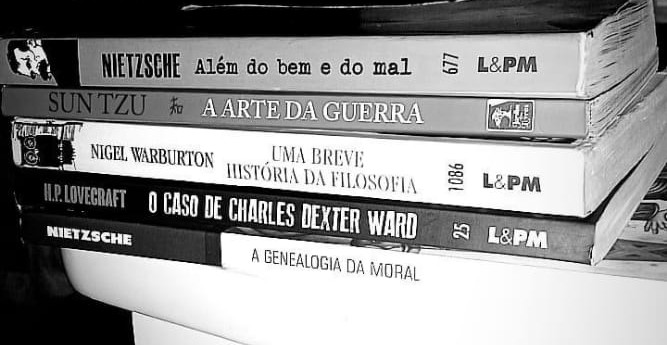 NIETZSCHE Além do bem e do mal 677 L&PM
SUN TZU A ARTE DA GUERRA
NIGEL WARBURTON UMA BREVE
HISTÓRIA DA FILOSOFIA 1086 L&PM
H.P. LOVECRAFT O CASO DE CHARLES DEXTER WARD 25 L&PM
NIETZSCHE A GENEALOGIA DA MORAL